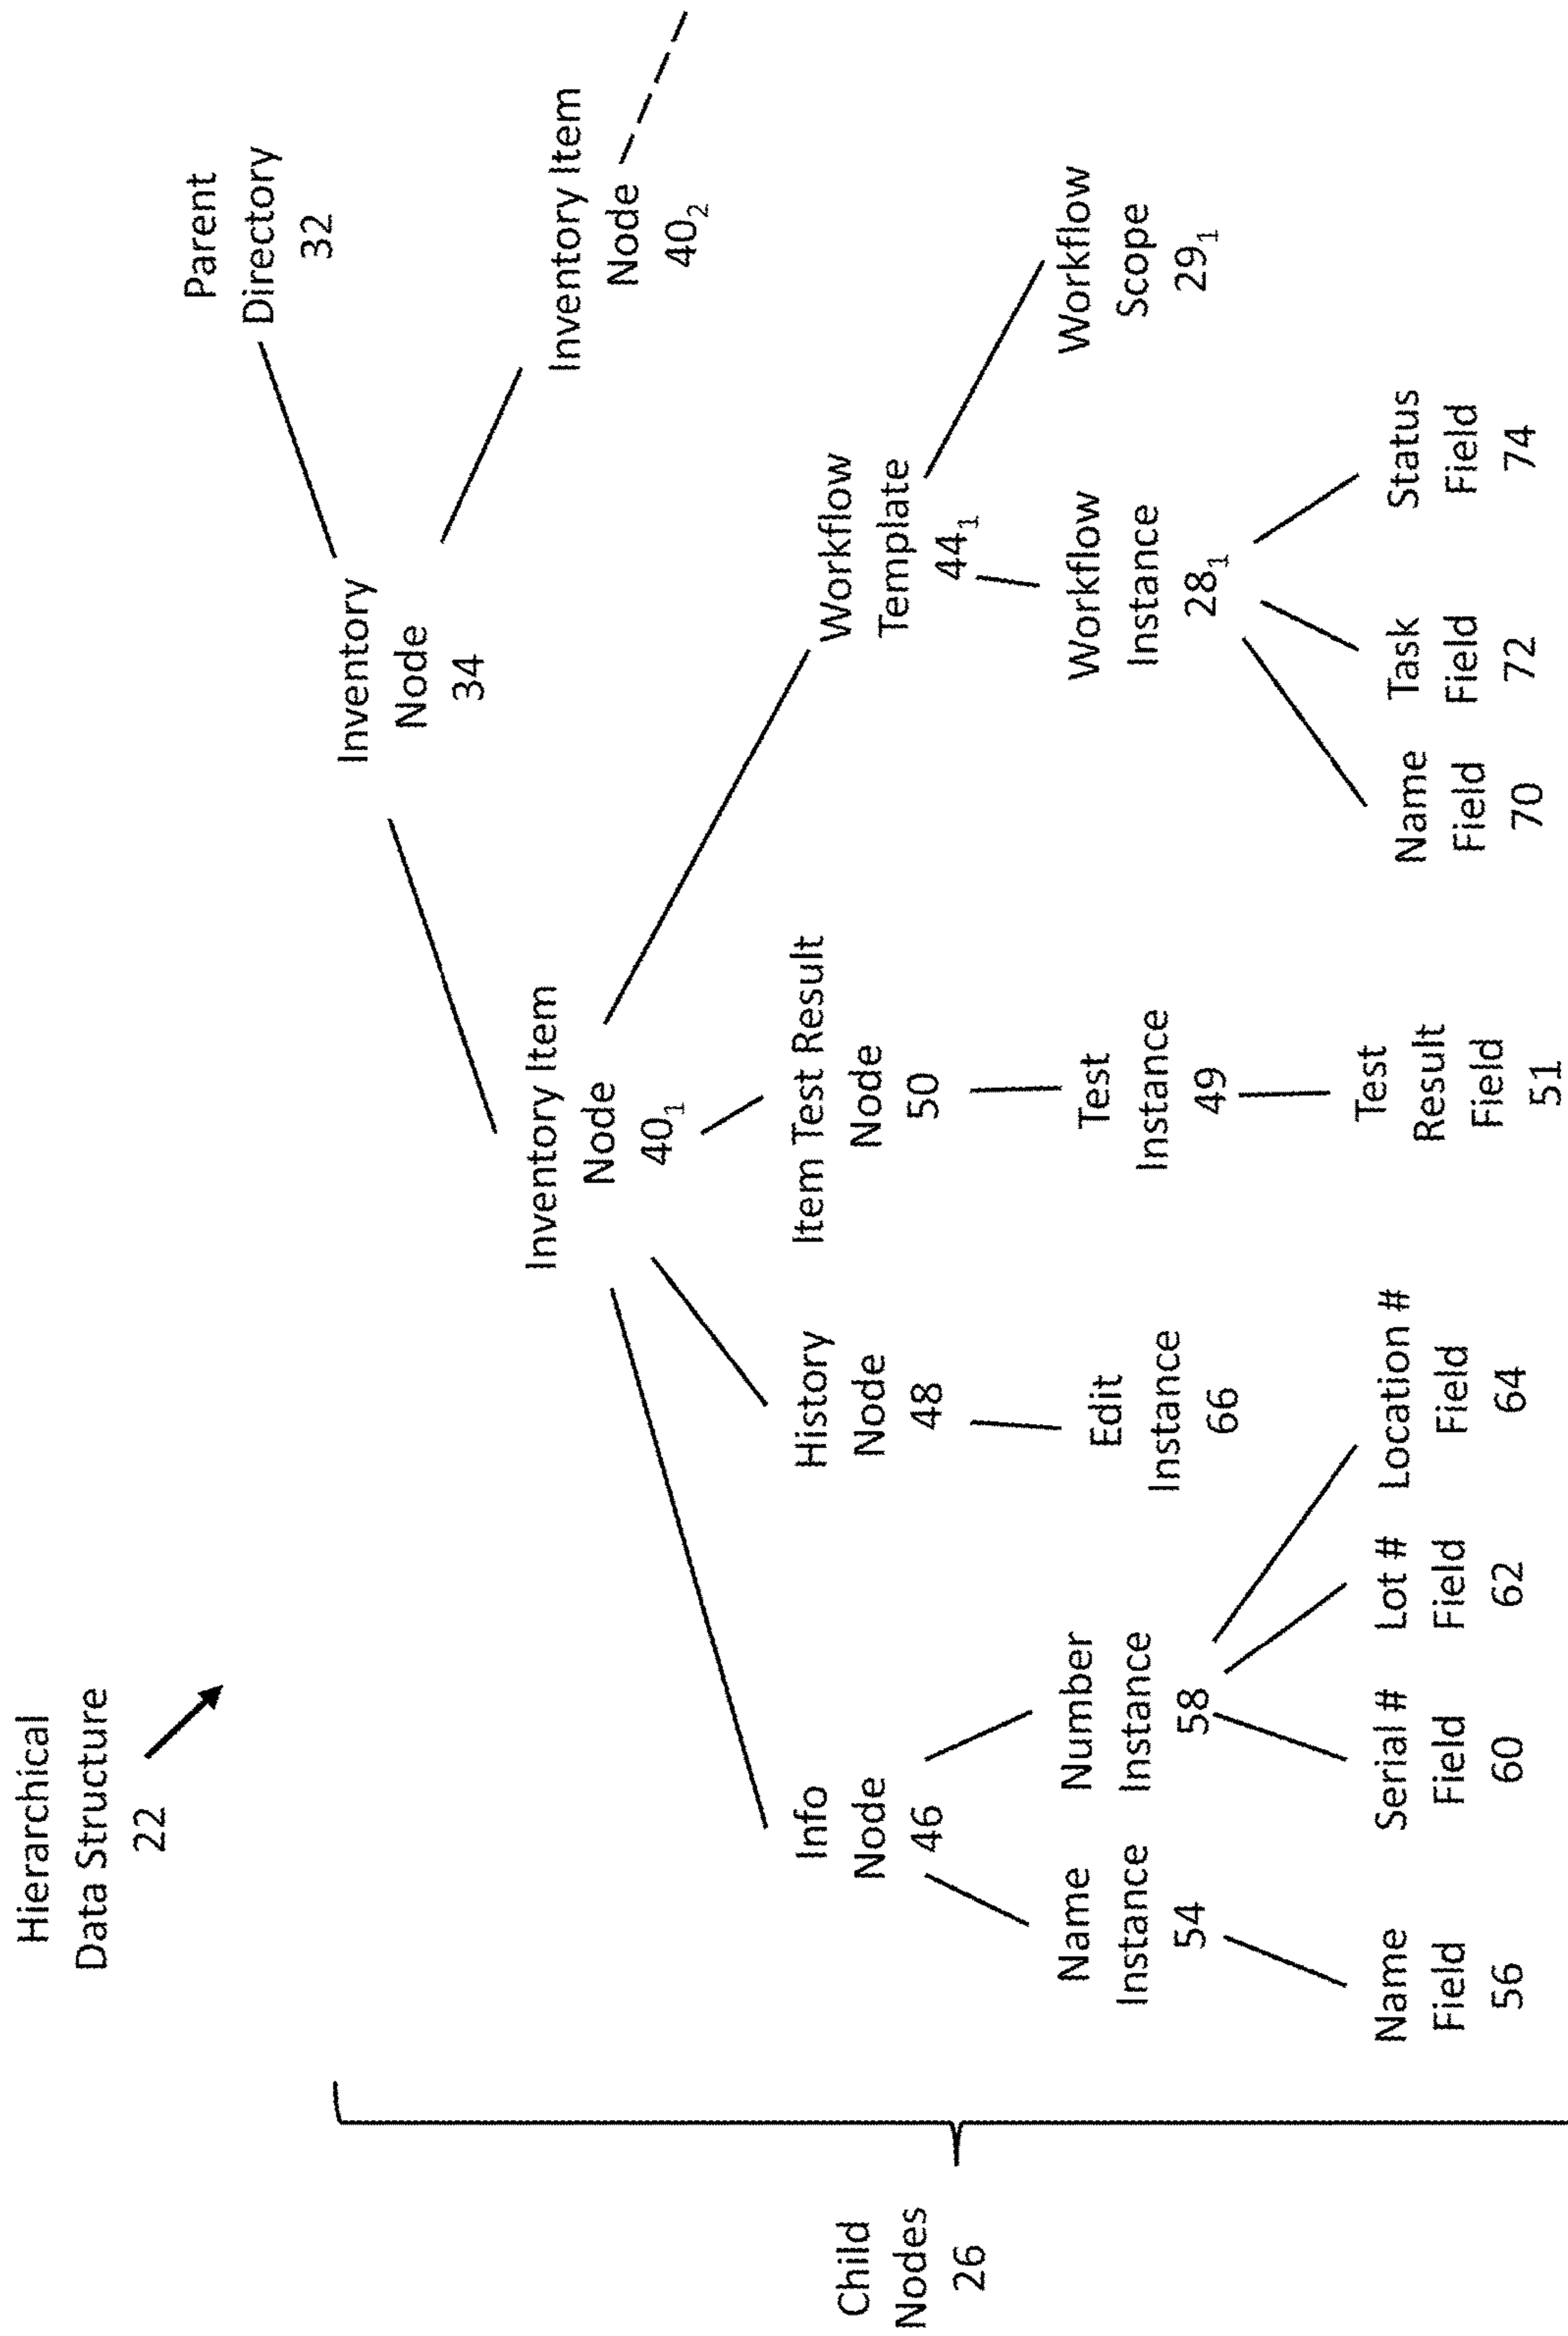 Hierarchical
Data Structure
22
Parent
Directory
32
Inventory
Node
34
Inventory Item
Node
40₁
Inventory Item
Node
40₂
Child
Nodes
26
Info
Node
46
History
Node
48
Item Test Result
Node
50
Workflow
Template
44₁
Name
Instance
54
Number
Instance
58
Edit
Instance
66
Test
Instance
49
Workflow
Instance
28₁
Workflow
Scope
29₁
Name
Field
56
Serial #
Field
60
Lot #
Field
62
Location #
Field
64
Test
Result
Field
51
Name
Field
70
Task
Field
72
Status
Field
74